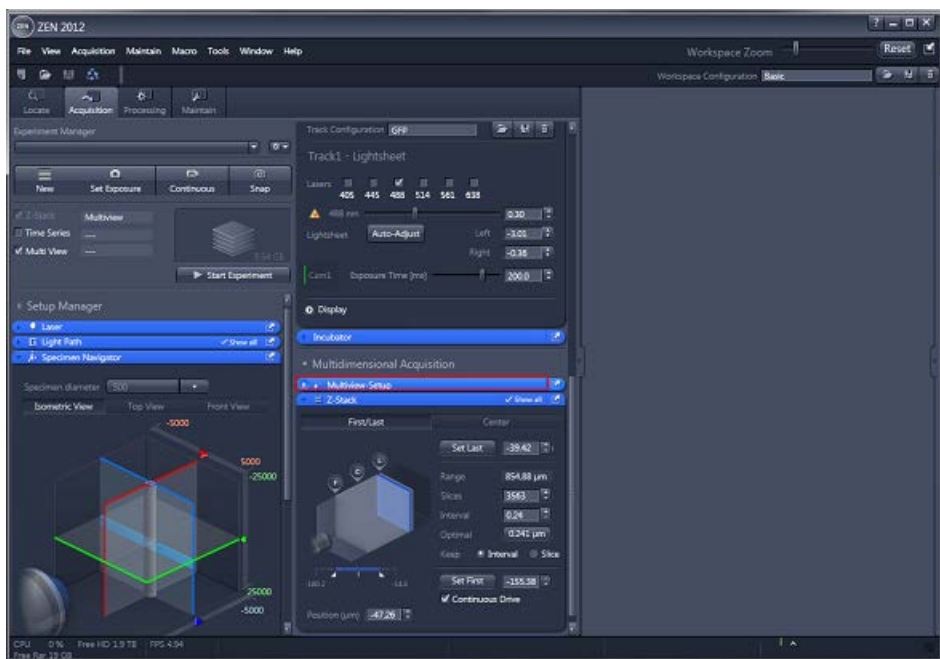 ZEN 2012
File View Acquisition Maintain Macro Tools Window Help
Workspace Zoom Reset
Workspace Configuration Basic
Locate Acquisition Processing Maintain
Experiment Manager
New Set Exposure Continuous Snap
Z-Stack Multiview
Time Series ---
Multi View ---
Start Experiment
Setup Manager
Laser
Light Path Show all
Specimen Navigator
Specimen diameter 500
Isometric View Top View Front View
-5000
5000
-25000
25000
-5000
Track Configuration GFP
Track1 - Lightsheet
Lasers
405 445 488 514 561 638
488 nm 0.30
Lightsheet Auto-Adjust Left -3.01
Right -0.36
Cam1 Exposure Time [ms] 200.0
Display
Incubator
Multidimensional Acquisition
Multiview-Setup
Z-Stack Show all
First/Last Center
F C L
Set Last -39.42
Range 854.88 µm
Slices 3563
Interval 0.24
Optimal 0.241 µm
Keep Interval Slice
Set First -155.38
Continuous Drive
Position (µm) -47.26
CPU 0 % Free HD 1.9 TB FPS 4.94
Free Rar 19 GB